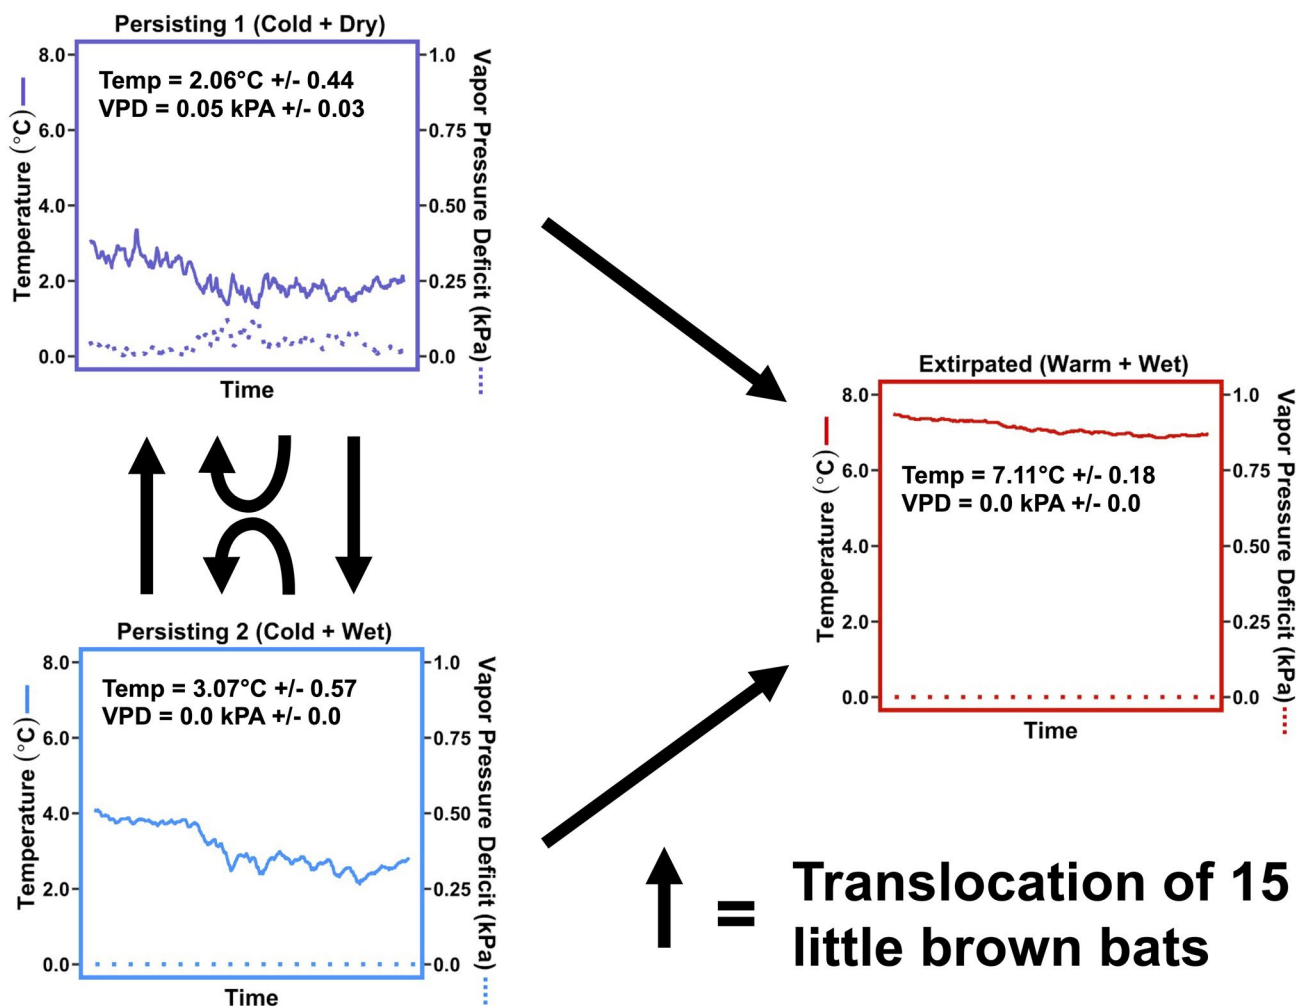 Persisting 1 (Cold + Dry)
Temp = 2.06°C +/- 0.44
VPD = 0.05 kPA +/- 0.03
8.0
6.0
4.0
2.0
0.0
Temperature (°C)
1.0
0.75
0.50
0.25
0.0
Vapor Pressure Deficit (kPa)
Time
Extirpated (Warm + Wet)
Temp = 7.11°C +/- 0.18
VPD = 0.0 kPA +/- 0.0
8.0
6.0
4.0
2.0
0.0
Temperature (°C)
1.0
0.75
0.50
0.25
0.0
Vapor Pressure Deficit (kPa)
Time
Persisting 2 (Cold + Wet)
Temp = 3.07°C +/- 0.57
VPD = 0.0 kPA +/- 0.0
8.0
6.0
4.0
2.0
0.0
Temperature (°C)
1.0
0.75
0.50
0.25
0.0
Vapor Pressure Deficit (kPa)
Time
= Translocation of 15
little brown bats